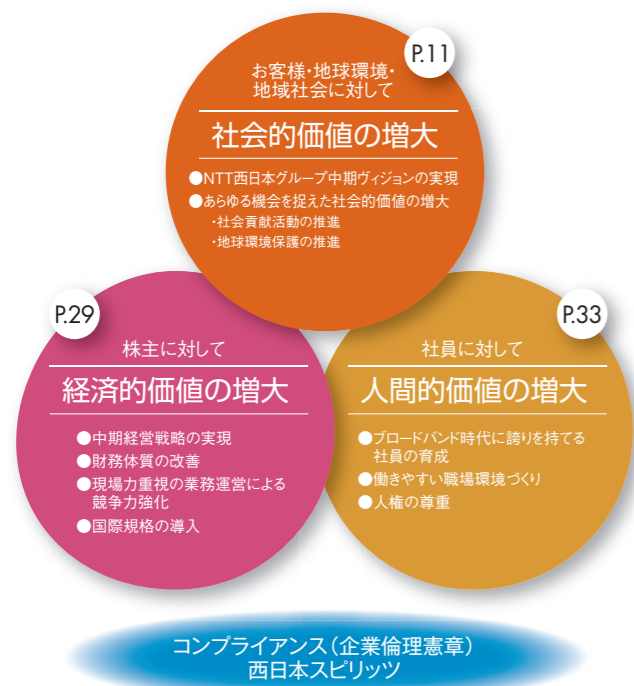 P.11
お客様・地球環境・
地域社会に対して
社会的価値の増大
●NTT西日本グループ中期ヴィジョンの実現
●あらゆる機会を捉えた社会的価値の増大
・社会貢献活動の推進
・地球環境保護の推進
P.29
株主に対して
経済的価値の増大
●中期経営戦略の実現
●財務体質の改善
●現場力重視の業務運営による
競争力強化
●国際規格の導入
P.33
社員に対して
人間的価値の増大
●ブロードバンド時代に誇りを持てる
社員の育成
●働きやすい職場環境づくり
●人権の尊重
コンプライアンス(企業倫理憲章)
西日本スピリッツ